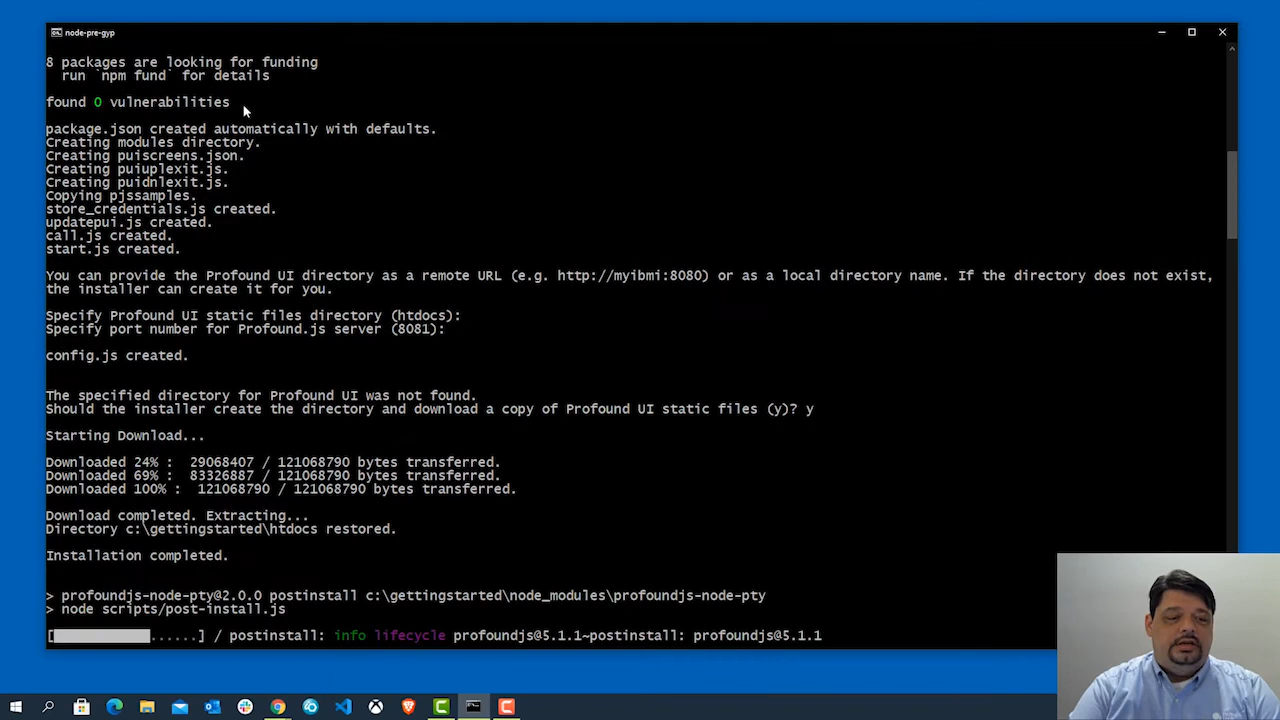 node-pre-gyp
8 packages are looking for funding
run `npm fund` for details
found 0 vulnerabilities
package.json created automatically with defaults.
Creating modules directory.
Creating puiscreens.json.
Creating puiuplexit.js.
Creating puidnlexit.js.
Copying pjssamples.
store_credentials.js created.
updatepui.js created.
call.js created.
start.js created.
You can provide the Profound UI directory as a remote URL (e.g. http://myibmi:8080) or as a local directory name. If the directory does not exist,
the installer can create it for you.
Specify Profound UI static files directory (htdocs):
Specify port number for Profound.js server (8081):
config.js created.
The specified directory for Profound UI was not found.
Should the installer create the directory and download a copy of Profound UI static files (y)? y
Starting Download...
Downloaded 24% :  29068407 / 121068790 bytes transferred.
Downloaded 69% :  83326887 / 121068790 bytes transferred.
Downloaded 100% :  121068790 / 121068790 bytes transferred.
Download completed. Extracting...
Directory c:\gettingstarted\htdocs restored.
Installation completed.
> profoundjs-node-pty@2.0.0 postinstall c:\gettingstarted\node_modules\profoundjs-node-pty
> node scripts/post-install.js
[..........] / postinstall: info lifecycle profoundjs@5.1.1~postinstall: profoundjs@5.1.1